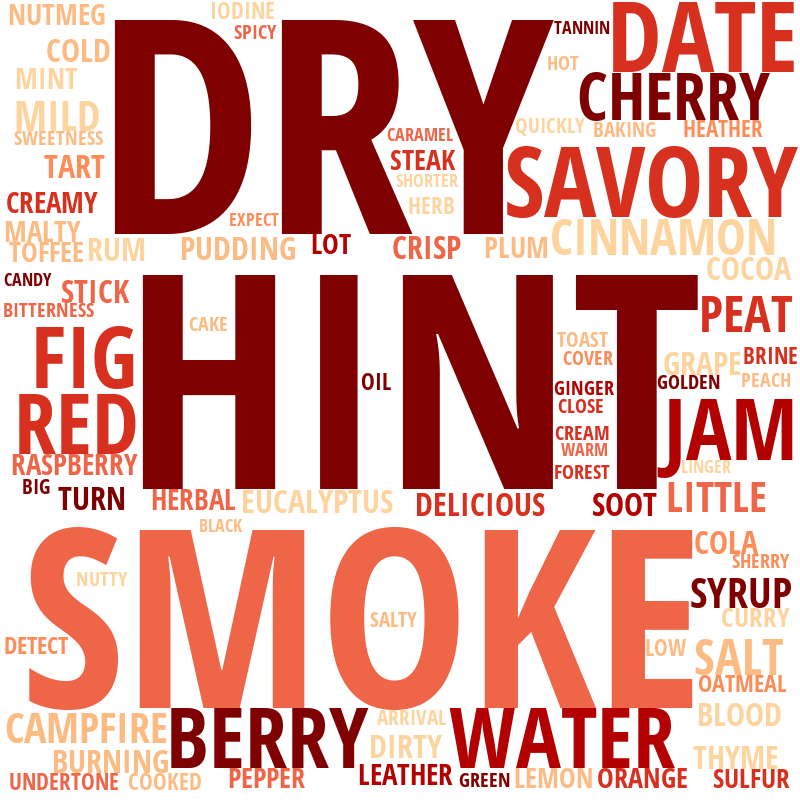 NUTMEG
IODINE
SPICY
DRY
TANNIN
DATE
COLD
HOT
MINT
CHERRY
MILD
SWEETNESS
CARAMEL
QUICKLY
BAKING
HEATHER
TART
STEAK
SAVORY
SHORTER
CREAMY
HERB
EXPECT
MALTY
TOFFEE
RUM
PUDDING
LOT
CRISP
PLUM
CINNAMON
COCOA
CANDY
STICK
BITTERNESS
HINT
PEAT
CAKE
FIG
TOAST
COVER
GRAPE
BRINE
OIL
GINGER
GOLDEN
PEACH
RED
CLOSE
JAM
CREAM
WARM
RASPBERRY
FOREST
LINGER
BIG
TURN
HERBAL
EUCALYPTUS
DELICIOUS
SOOT
LITTLE
BLACK
SMOKE
COLA
SHERRY
NUTTY
SYRUP
SALTY
CURRY
DETECT
LOW
SALT
OATMEAL
CAMPFIRE
BERRY
ARRIVAL
WATER
BLOOD
DIRTY
BURNING
THYME
UNDERTONE
COOKED
PEPPER
LEATHER
GREEN
LEMON
ORANGE
SULFUR